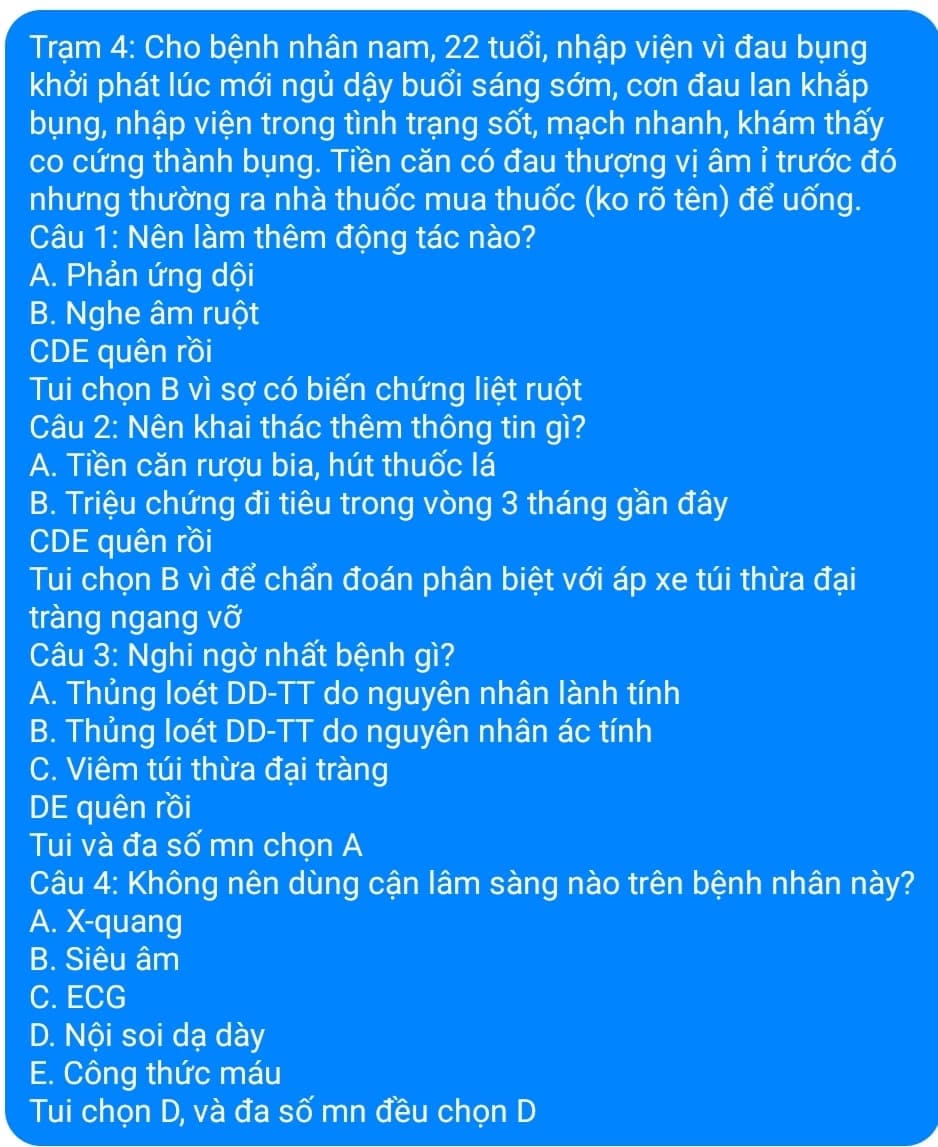 Trạm 4: Cho bệnh nhân nam, 22 tuổi, nhập viện vì đau bụng
khởi phát lúc mới ngủ dậy buổi sáng sớm, cơn đau lan khắp
bụng, nhập viện trong tình trạng sốt, mạch nhanh, khám thấy
co cứng thành bụng. Tiền căn có đau thượng vị âm ỉ trước đó
nhưng thường ra nhà thuốc mua thuốc (ko rõ tên) để uống.
Câu 1: Nên làm thêm động tác nào?
A. Phản ứng dội
B. Nghe âm ruột
CDE quên rồi
Tui chọn B vì sợ có biến chứng liệt ruột
Câu 2: Nên khai thác thêm thông tin gì?
A. Tiền căn rượu bia, hút thuốc lá
B. Triệu chứng đi tiêu trong vòng 3 tháng gần đây
CDE quên rồi
Tui chọn B vì để chẩn đoán phân biệt với áp xe túi thừa đại
tràng ngang vỡ
Câu 3: Nghi ngờ nhất bệnh gì?
A. Thủng loét DD-TT do nguyên nhân lành tính
B. Thủng loét DD-TT do nguyên nhân ác tính
C. Viêm túi thừa đại tràng
DE quên rồi
Tui và đa số mn chọn A
Câu 4: Không nên dùng cận lâm sàng nào trên bệnh nhân này?
A. X-quang
B. Siêu âm
C. ECG
D. Nội soi dạ dày
E. Công thức máu
Tui chọn D, và đa số mn đều chọn D